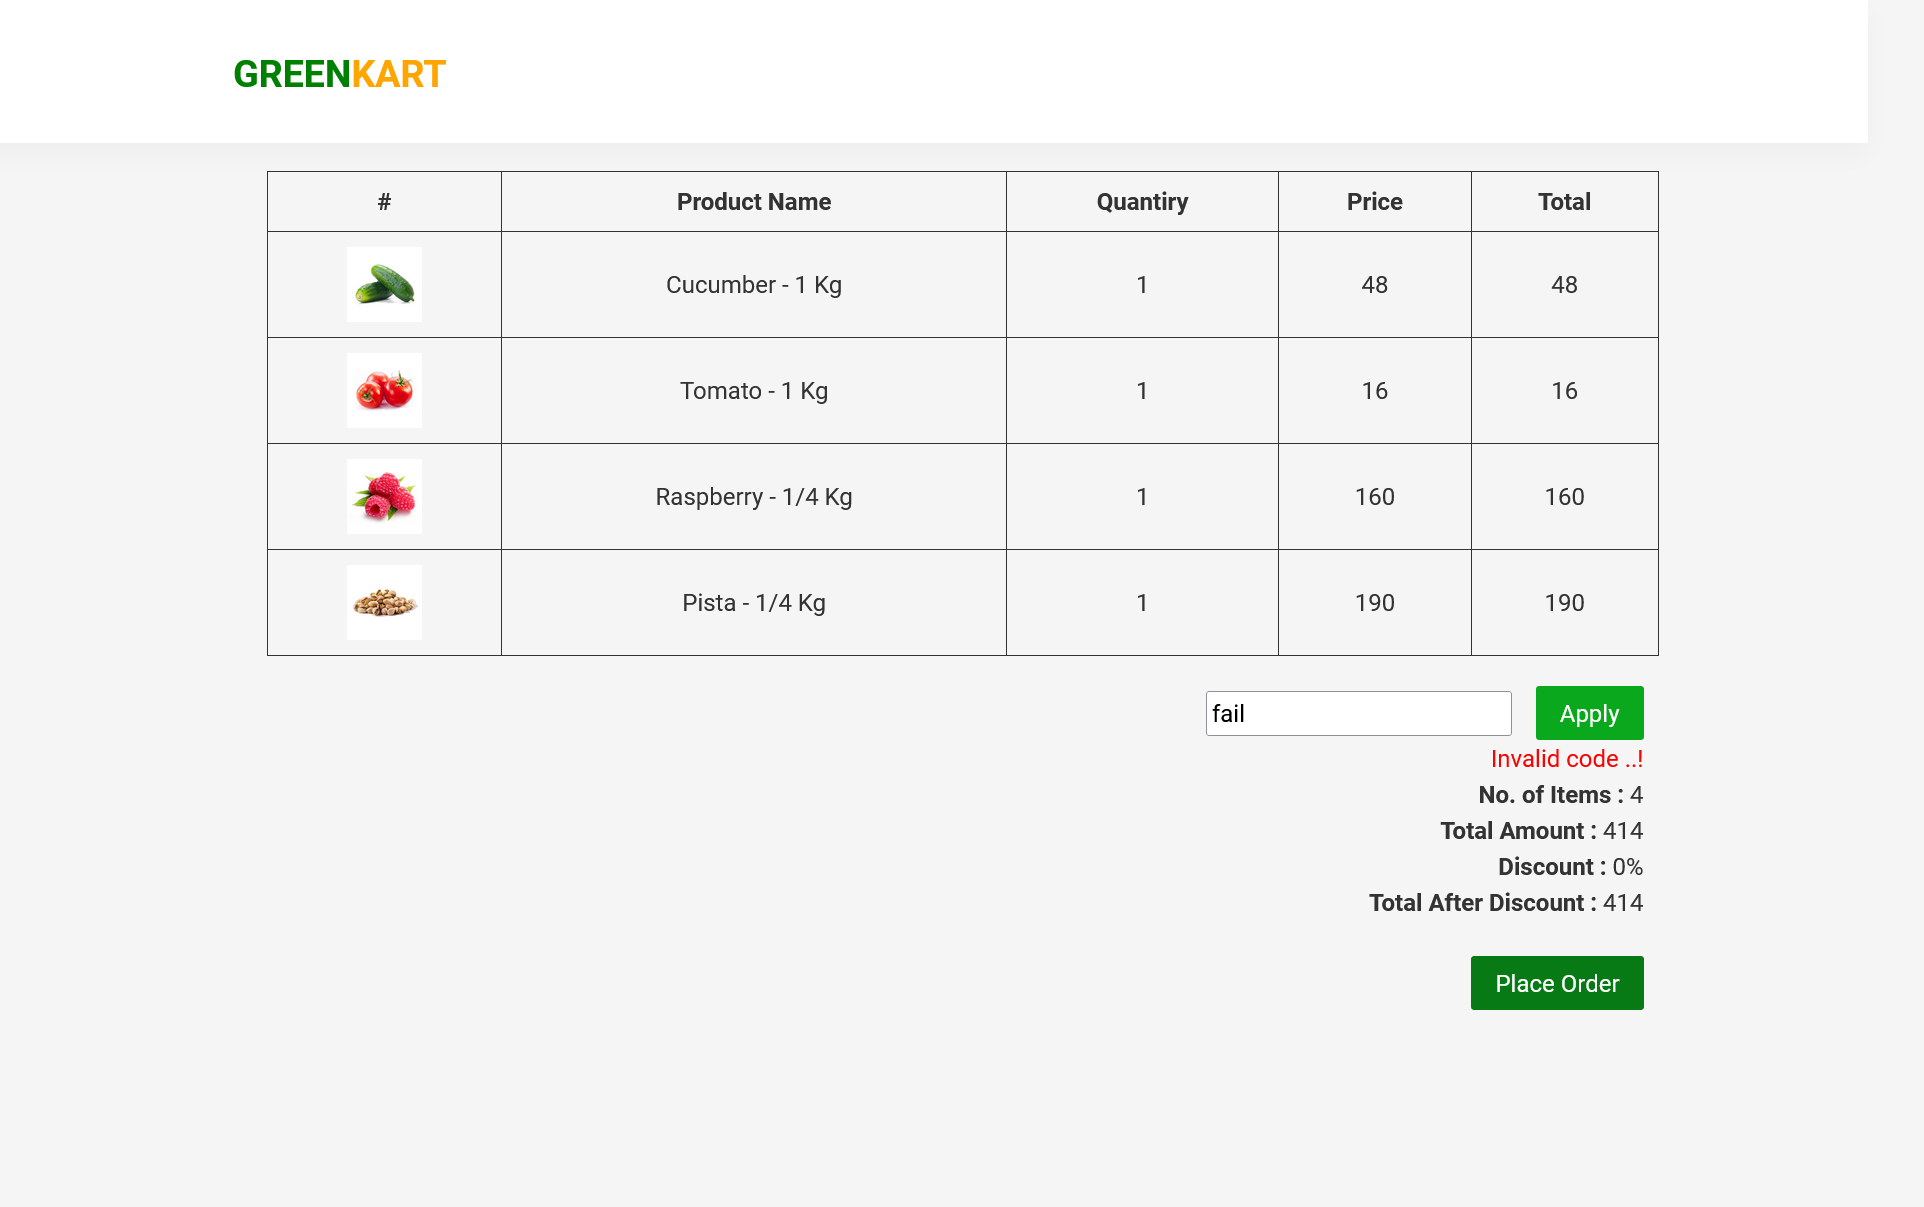 GREENKART
# Product Name Quantiry Price Total
Cucumber - 1 Kg 1 48 48
Tomato - 1 Kg 1 16 16
Raspberry - 1/4 Kg 1 160 160
Pista - 1/4 Kg 1 190 190
fail Apply
Invalid code ..!
No. of Items : 4
Total Amount : 414
Discount : 0%
Total After Discount : 414
Place Order